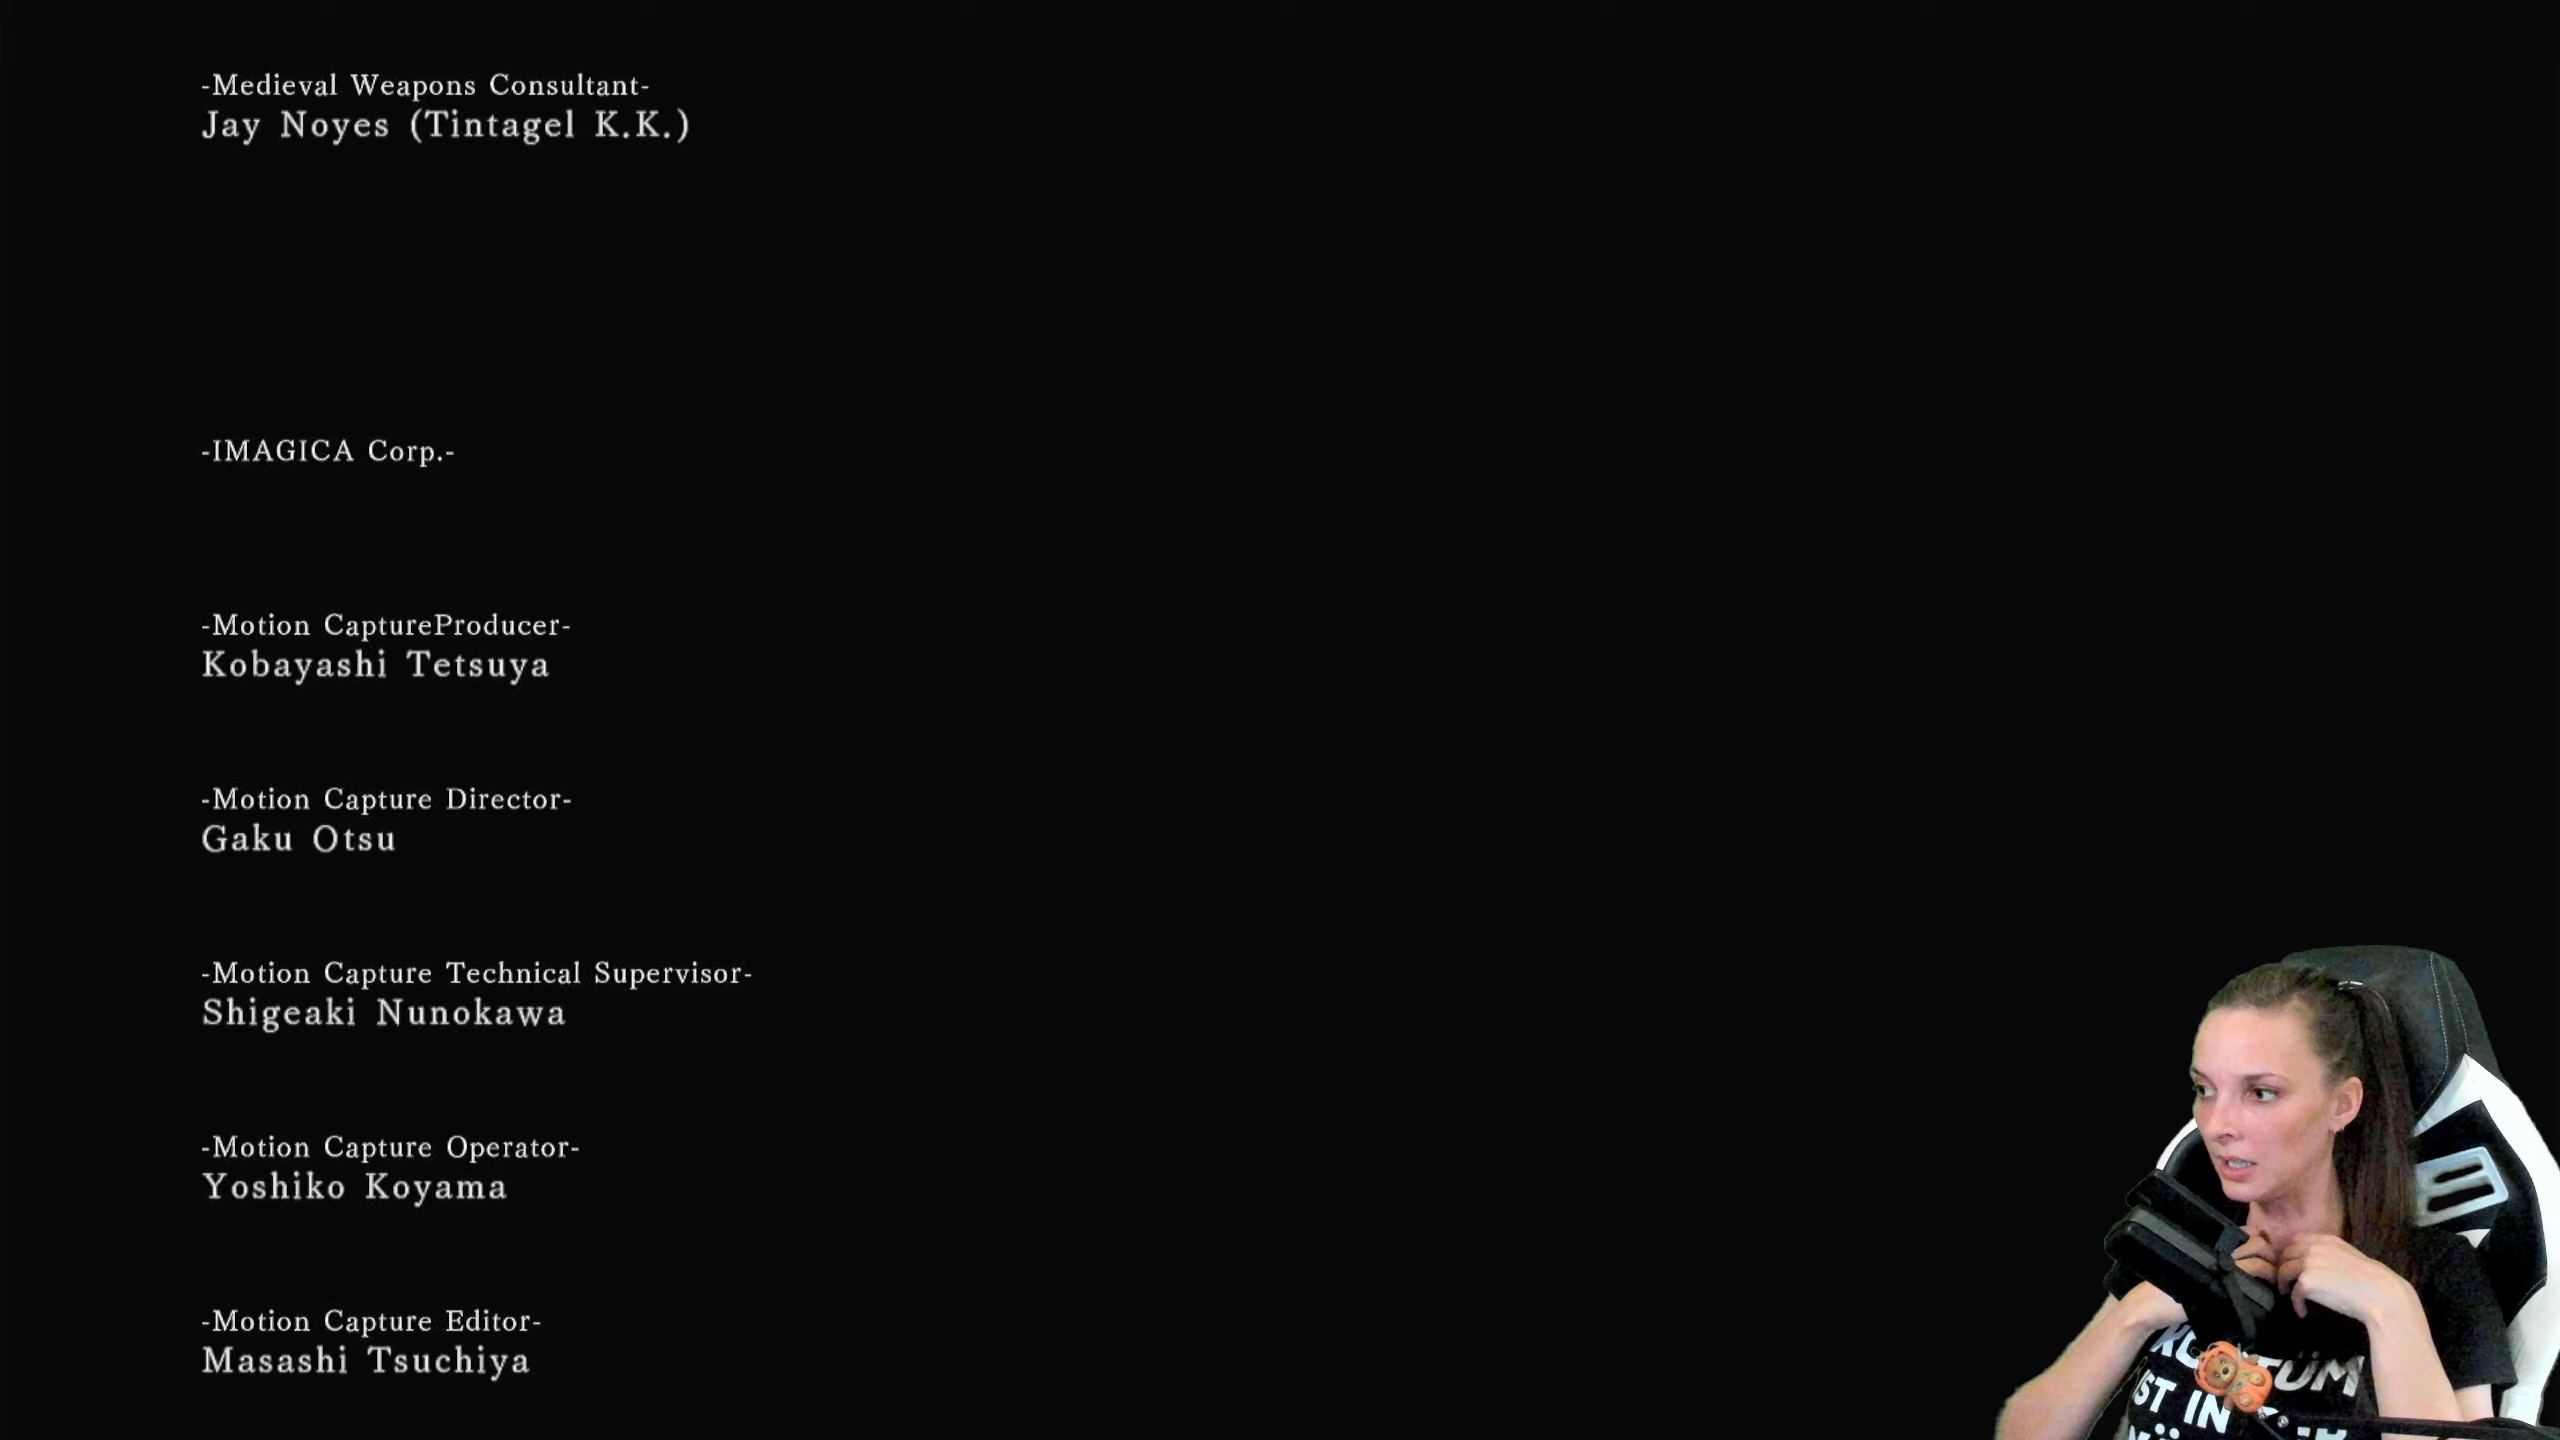 -Medieval Weapons Consultant-
Jay Noyes (Tintagel K.K.)
-IMAGICA Corp.-
-Motion CaptureProducer-
Kobayashi Tetsuya
-Motion Capture Director-
Gaku Otsu
-Motion Capture Technical Supervisor-
Shigeaki Nunokawa
-Motion Capture Operator-
Yoshiko Koyama
-Motion Capture Editor-
Masashi Tsuchiya
IN